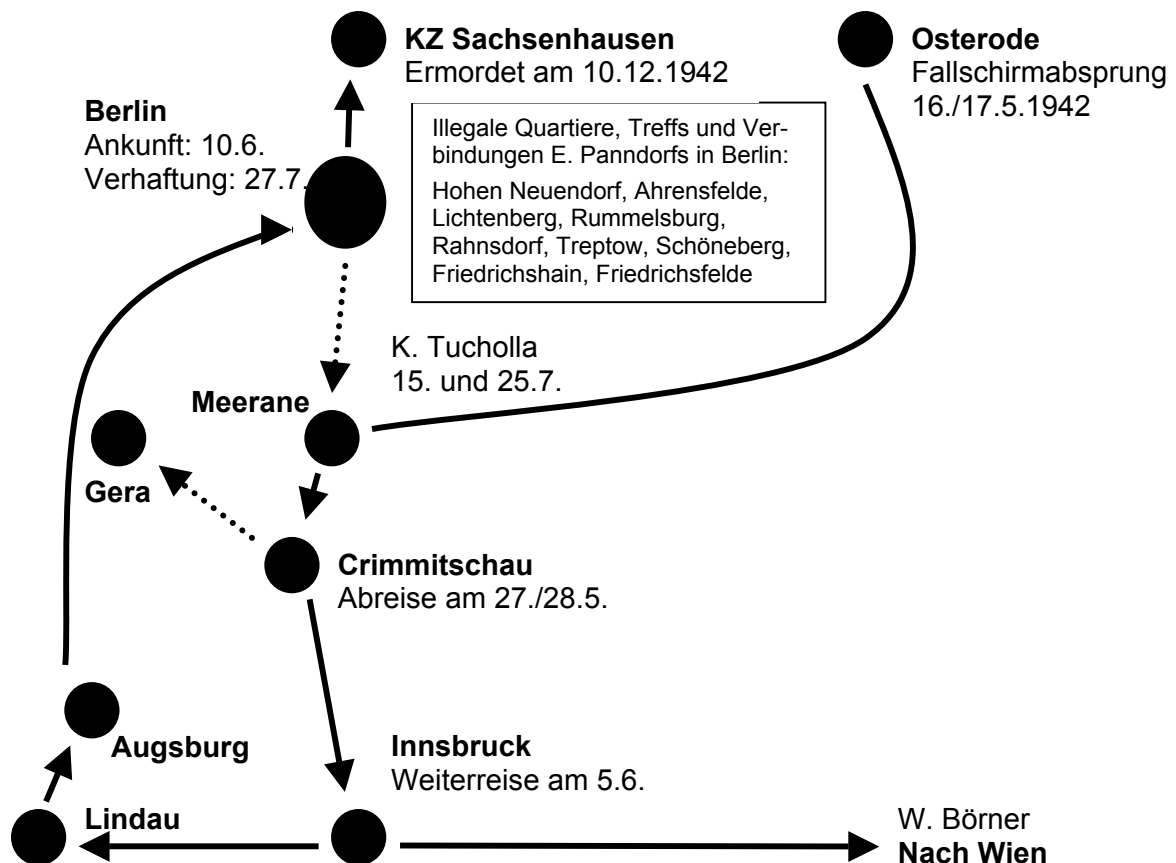 KZ Sachsenhausen
Ermordet am 10.12.1942
Osterode
Fallschirmabsprung
16./17.5.1942
Berlin
Ankunft: 10.6.
Verhaftung: 27.7.
Illegale Quartiere, Treffs und Ver-
bindungen E. Panndorfs in Berlin:
Hohen Neuendorf, Ahrensfelde,
Lichtenberg, Rummelsburg,
Rahnsdorf, Treptow, Schöneberg,
Friedrichshain, Friedrichsfelde
K. Tucholla
15. und 25.7.
Meerane
Gera
Crimmitschau
Abreise am 27./28.5.
Augsburg
Innsbruck
Weiterreise am 5.6.
Lindau
W. Börner
Nach Wien